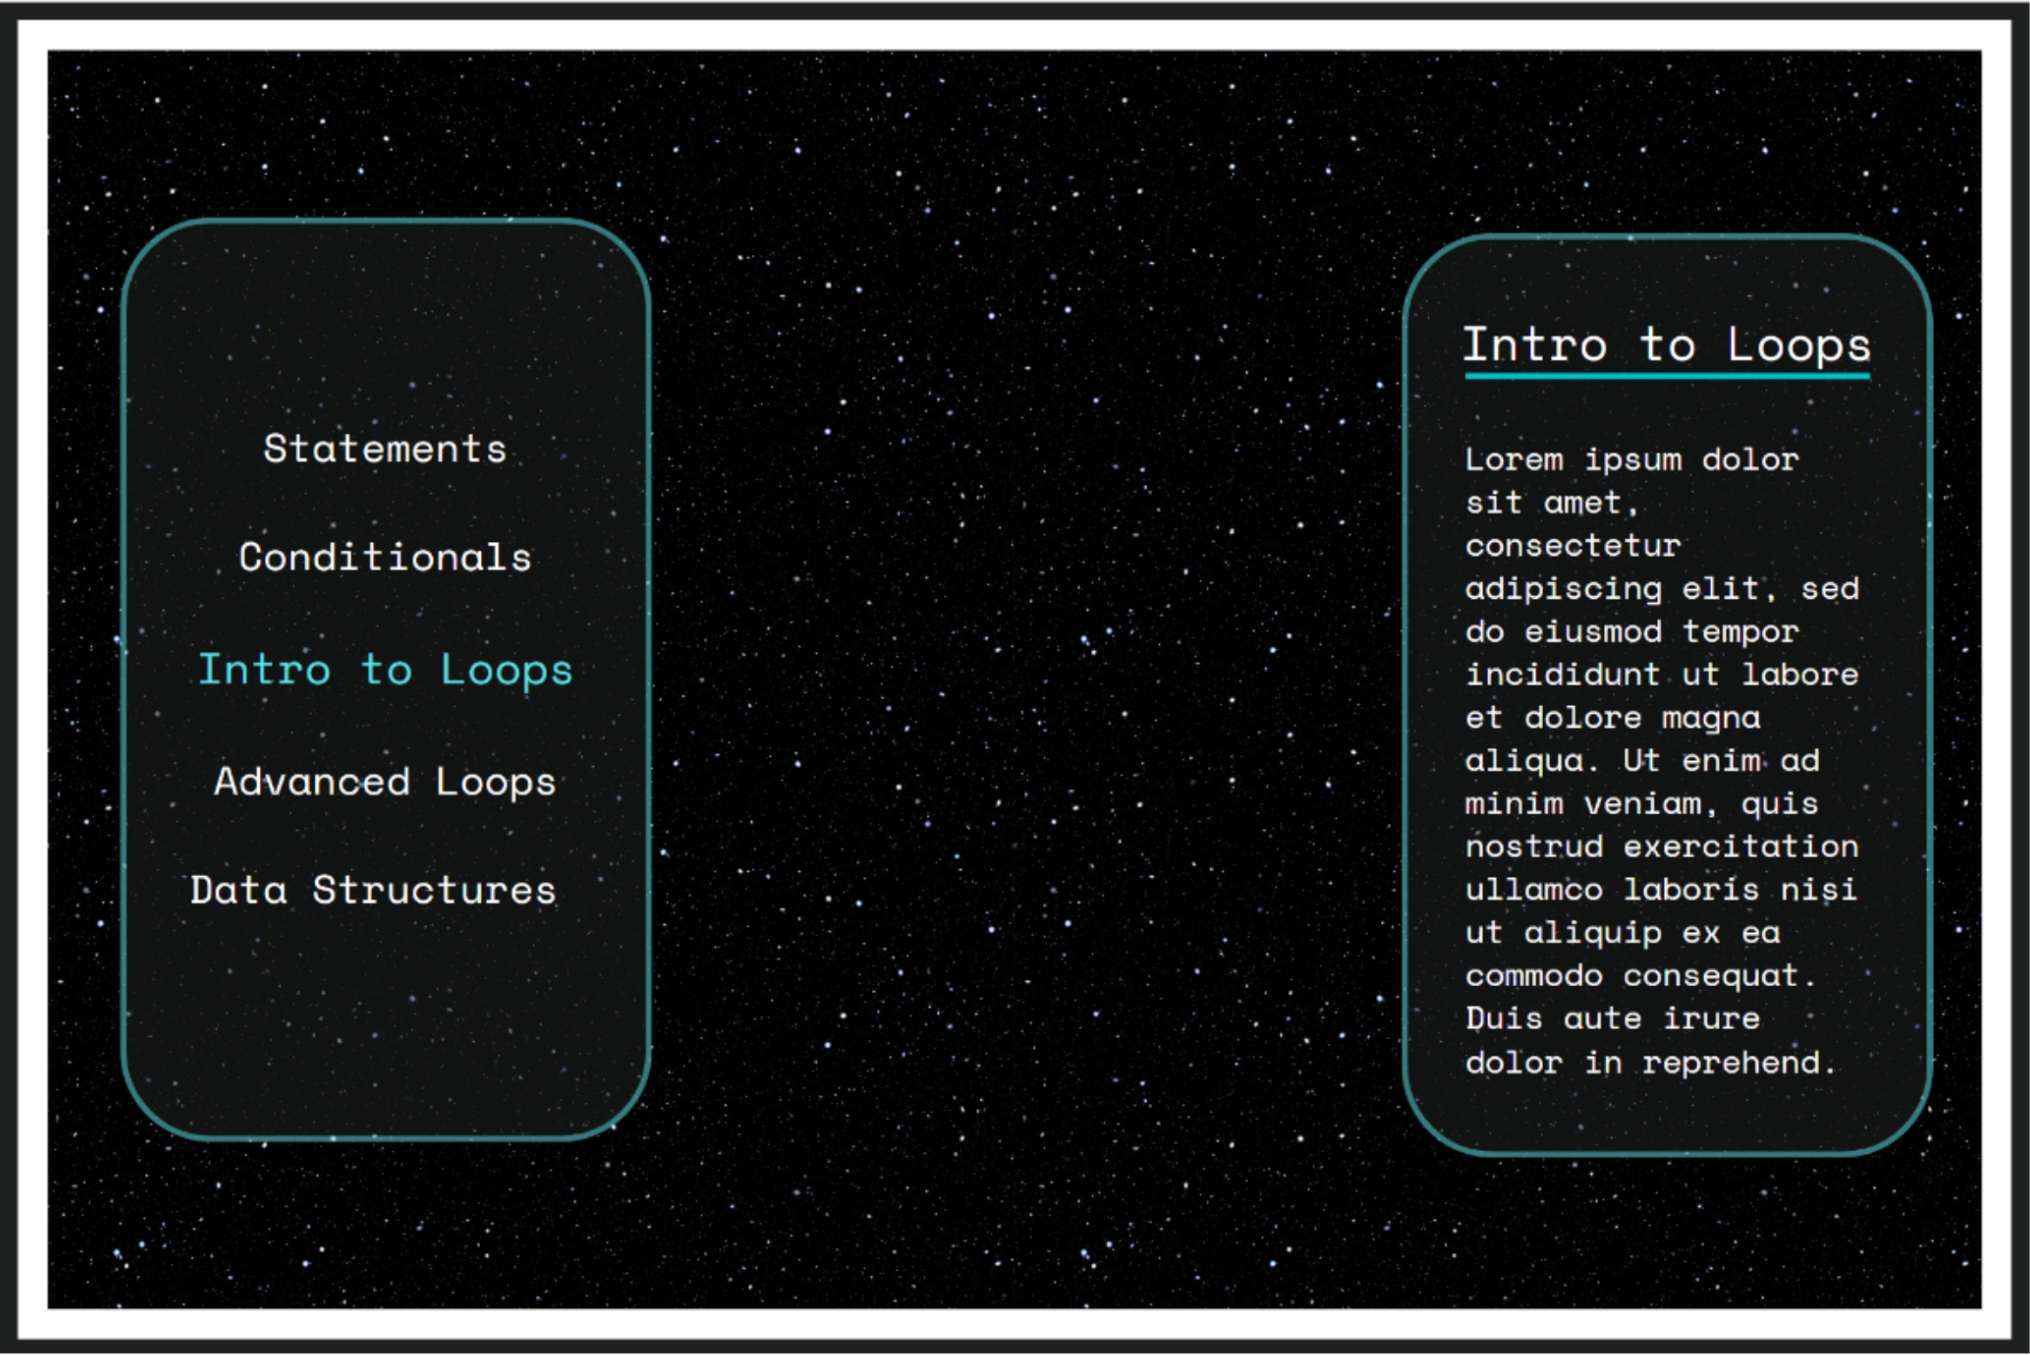 Statements
Conditionals
Intro to Loops
Advanced Loops
Data Structures
Intro to Loops
Lorem ipsum dolor
sit amet,
consectetur
adipiscing elit, sed
do eiusmod tempor
incididunt ut labore
et dolore magna
aliqua. Ut enim ad
minim veniam, quis
nostrud exercitation
ullamco laboris nisi
ut aliquip ex ea
commodo consequat.
Duis aute irure
dolor in reprehend.